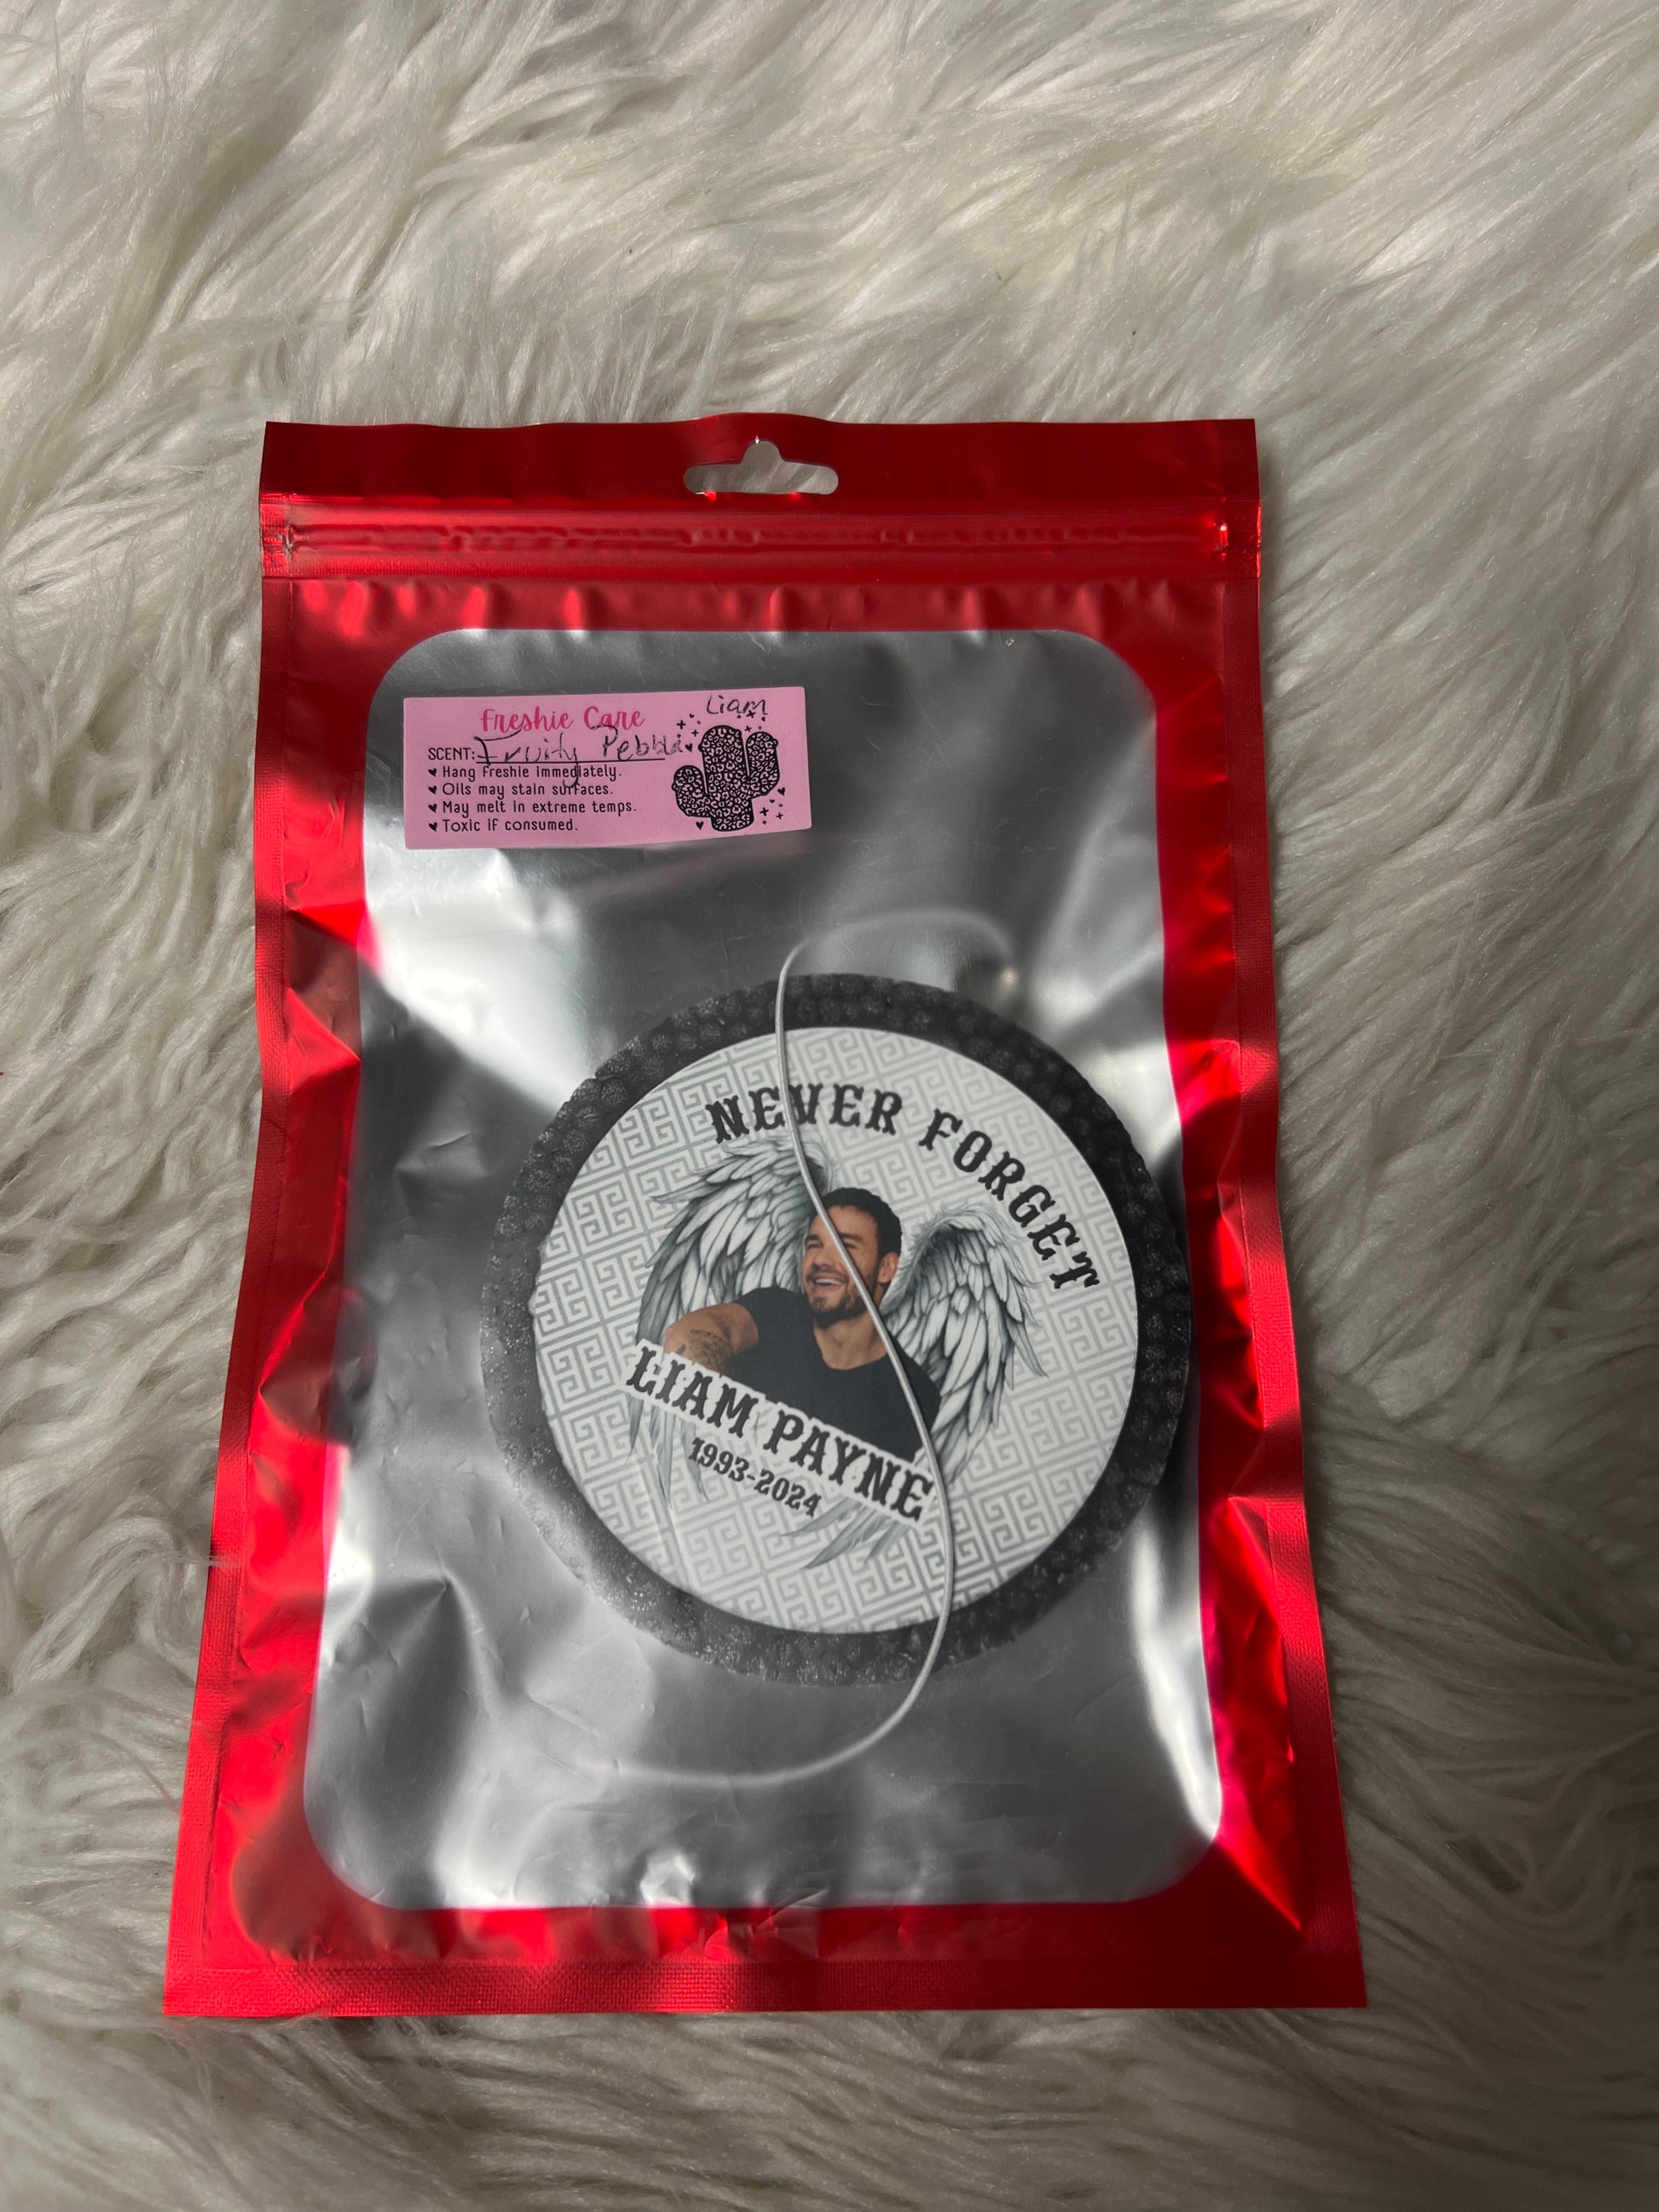 Liam
Freshie Care
SCENT: Fruity Pebble
♥ Hang freshie immediately.
♥ Oils may stain surfaces.
♥ May melt in extreme temps.
♥ Toxic if consumed.
NEVER FORGET
LIAM PAYNE
1993-2024